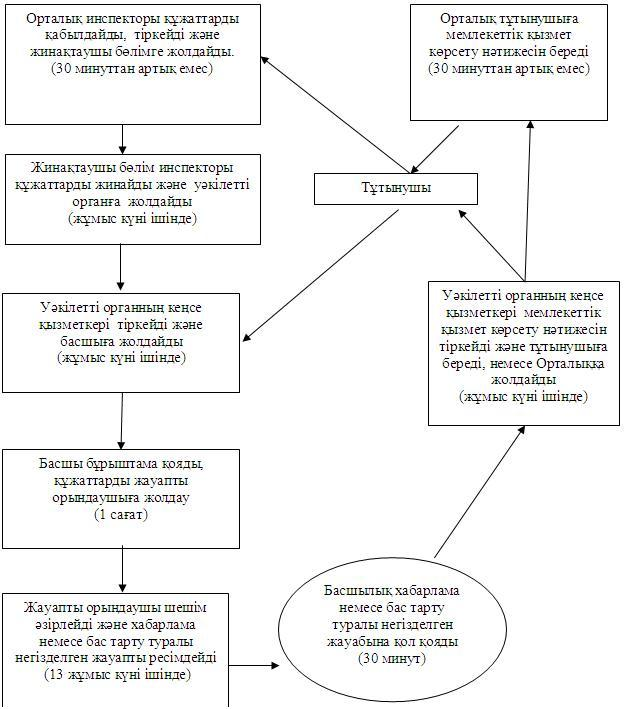 Орталық инспекторы құжаттарды
қабылдайды, тіркейді және
жинақтаушы бөлімге жолдайды.
(30 минуттан артық емес)
Орталық тұтынушыға
мемлекеттік қызмет
көрсету нәтижесін береді
(30 минуттан артық емес)
Жинақтаушы бөлім инспекторы
құжаттарды жинайды және уәкілетті
органға жолдайды
(жұмыс күні ішінде)
Тұтынушы
Уәкілетті органның кеңсе
қызметкері тіркейді және
басшыға жолдайды
(жұмыс күні ішінде)
Уәкілетті органның кеңсе
қызметкері мемлекеттік
қызмет көрсету нәтижесін
тіркейді және тұтынушыға
береді, немесе Орталыққа
жолдайды
(жұмыс күні ішінде)
Басшы бұрыштама қояды,
құжаттарды жауапты
орындаушыға жолдау
(1 сағат)
Жауапты орындаушы шешім
әзірлейді және хабарлама
немесе бас тарту туралы
негізделген жауапты ресімдейді
(13 жұмыс күні ішінде)
Басшылық хабарлама
немесе бас тарту
туралы негізделген
жауабына қол қояды
(30 минут)